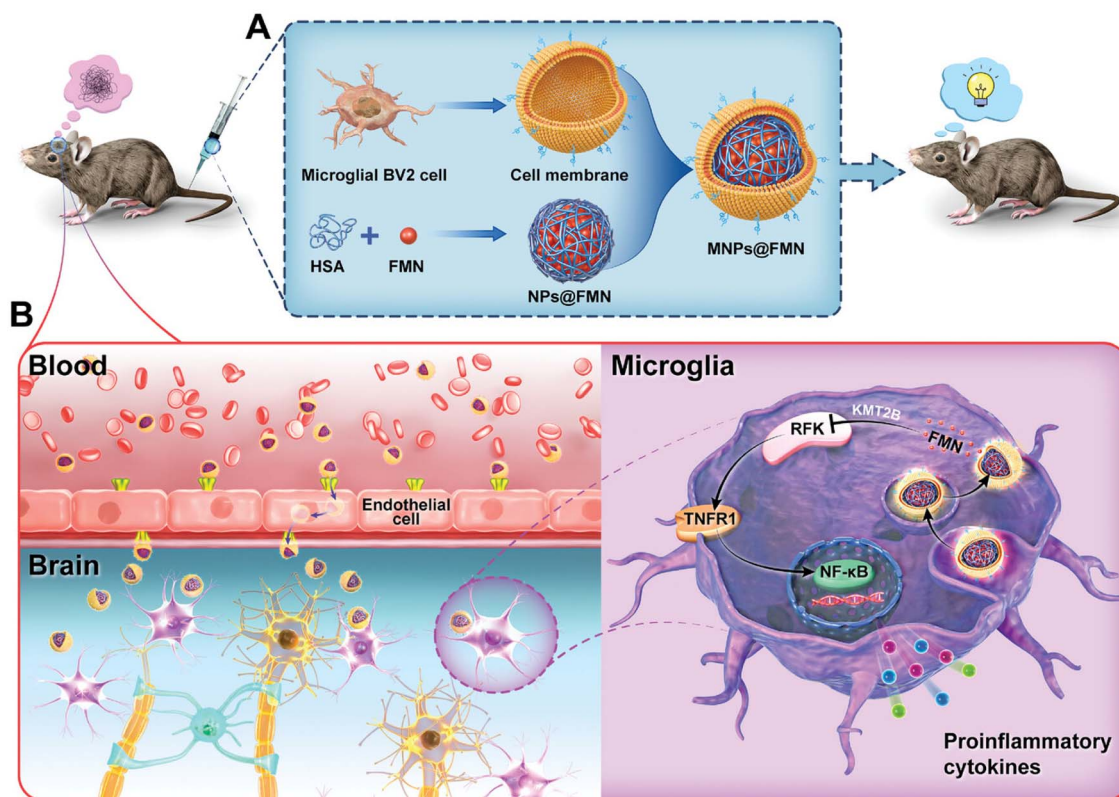 A
Microglial BV2 cell
Cell membrane
HSA
+
FMN
NPs@FMN
MNPs@FMN
B
Blood
Endothelial
cell
Brain
Microglia
KMT2B
RFK
FMN
TNFR1
NF-κB
Proinflammatory
cytokines